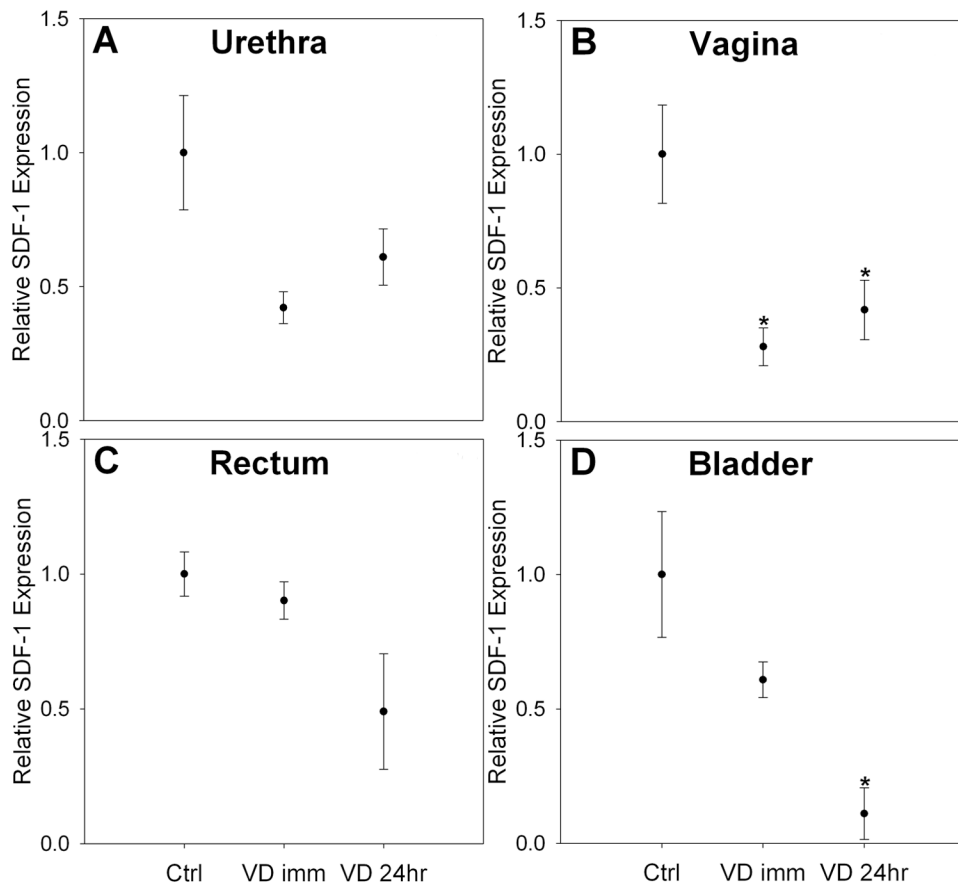 A Urethra
1.5
1.0
0.5
0.0
Relative SDF-1 Expression
B Vagina
1.5
1.0
0.5
0.0
Relative SDF-1 Expression
*
*
C Rectum
1.5
1.0
0.5
0.0
Relative SDF-1 Expression
Ctrl VD imm VD 24hr
D Bladder
1.5
1.0
0.5
0.0
Relative SDF-1 Expression
*
Ctrl VD imm VD 24hr